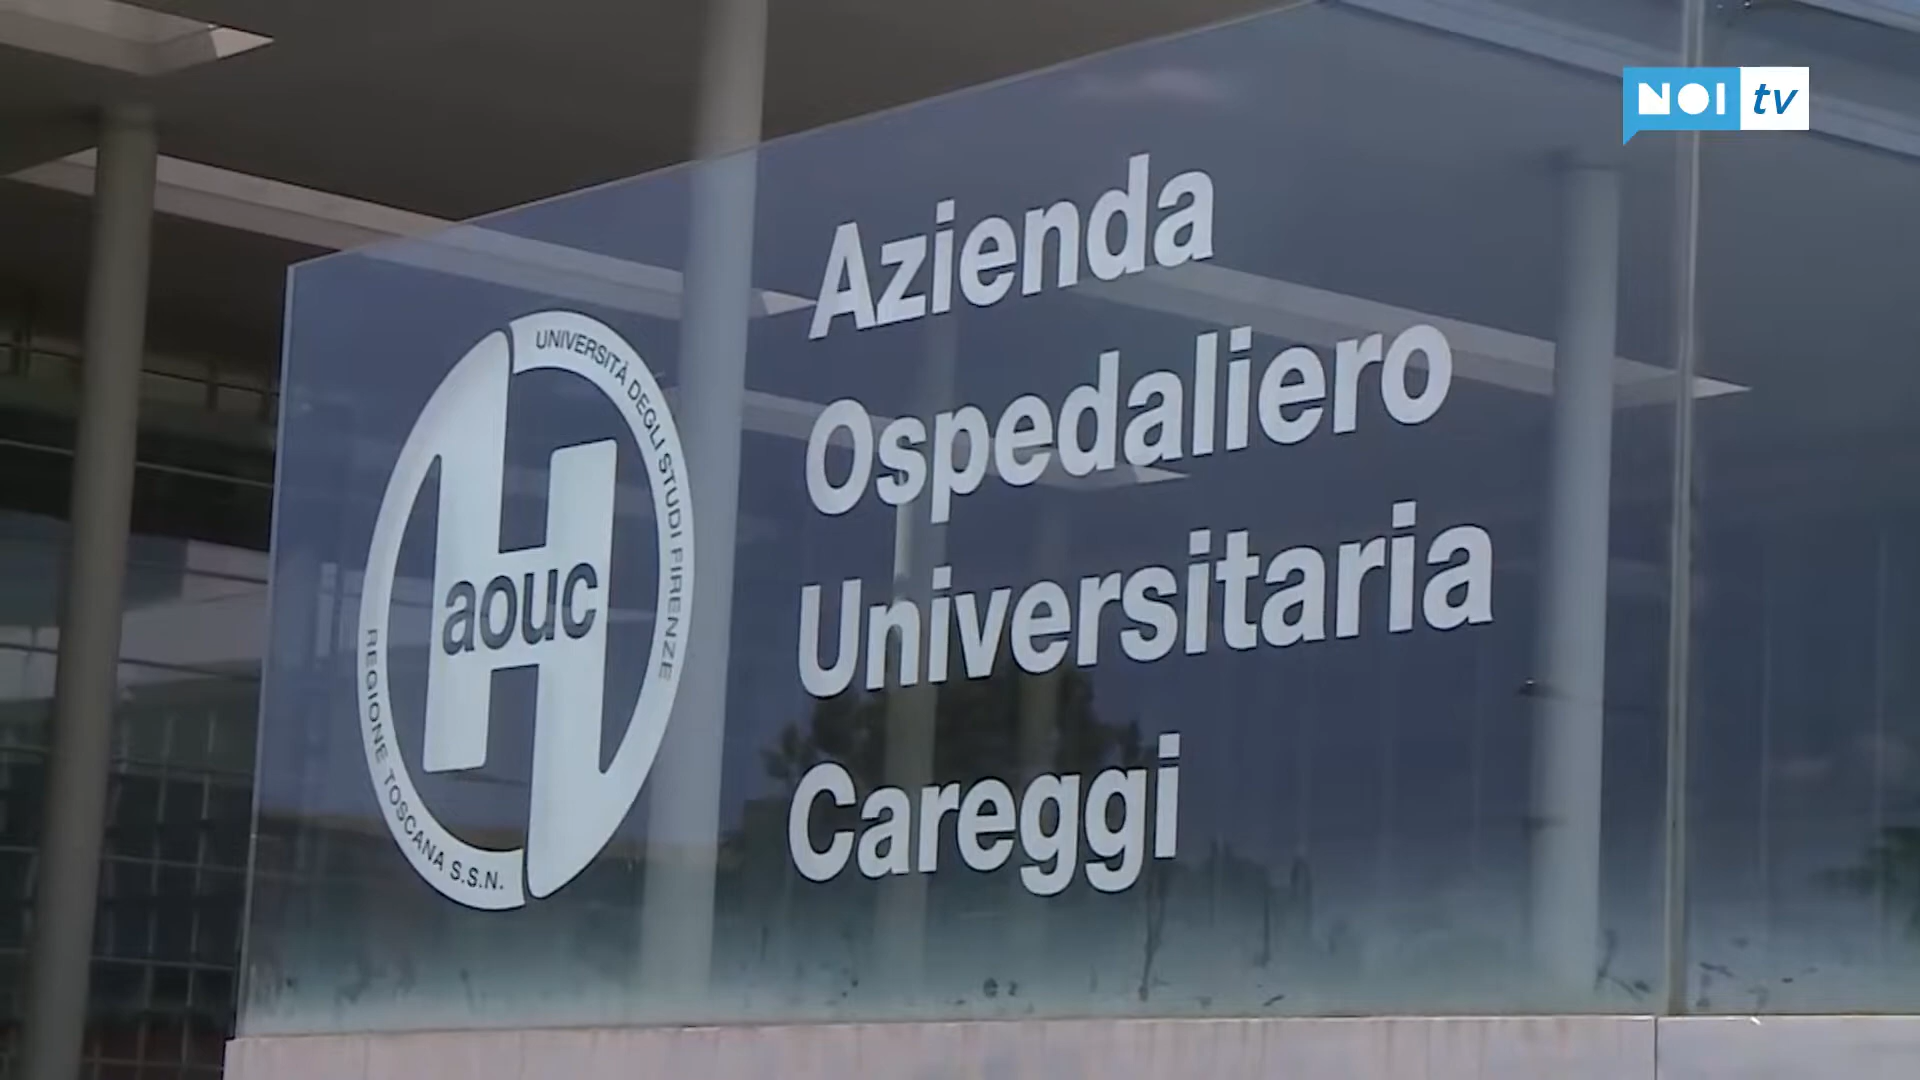 NOI tv
Azienda
Ospedaliero
Universitaria
Careggi
UNIVERSITÀ DEGLI STUDI FIRENZE
aouc
REGIONE TOSCANA S.S.N.